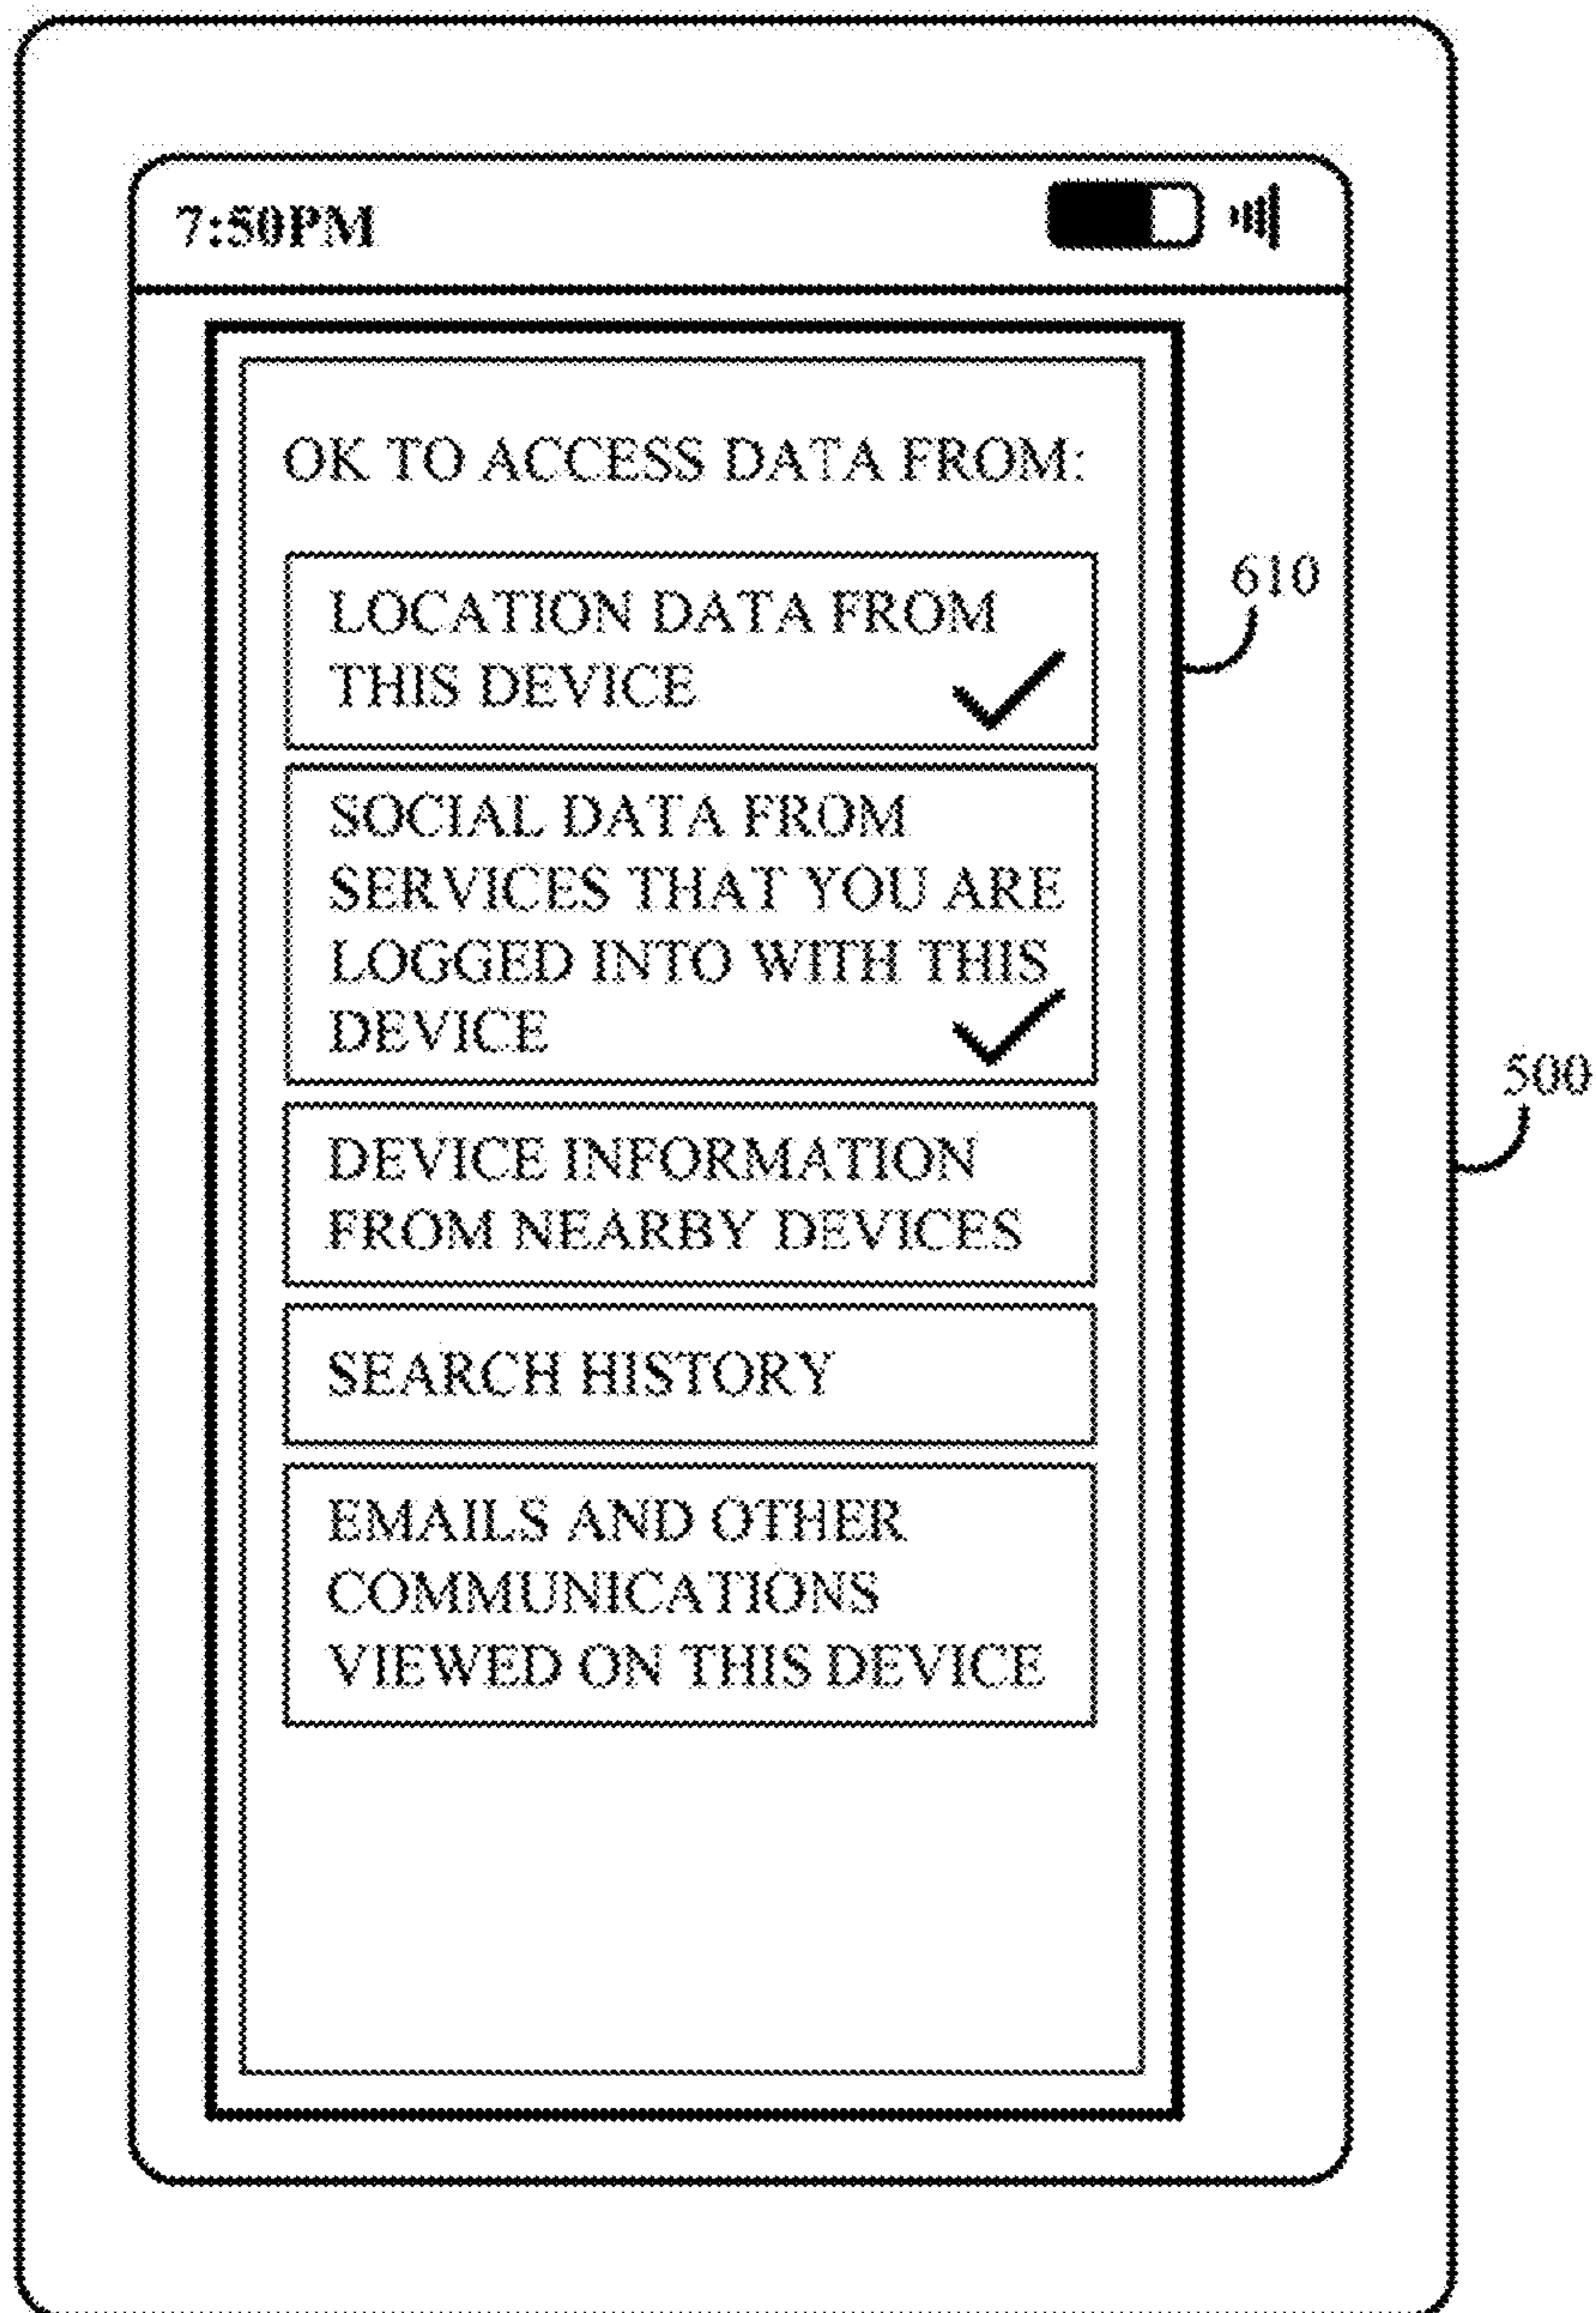 7:50PM
OK TO ACCESS DATA FROM:
LOCATION DATA FROM
THIS DEVICE
610
SOCIAL DATA FROM
SERVICES THAT YOU ARE
LOGGED INTO WITH THIS
DEVICE
500
DEVICE INFORMATION
FROM NEARBY DEVICES
SEARCH HISTORY
EMAILS AND OTHER
COMMUNICATIONS
VIEWED ON THIS DEVICE